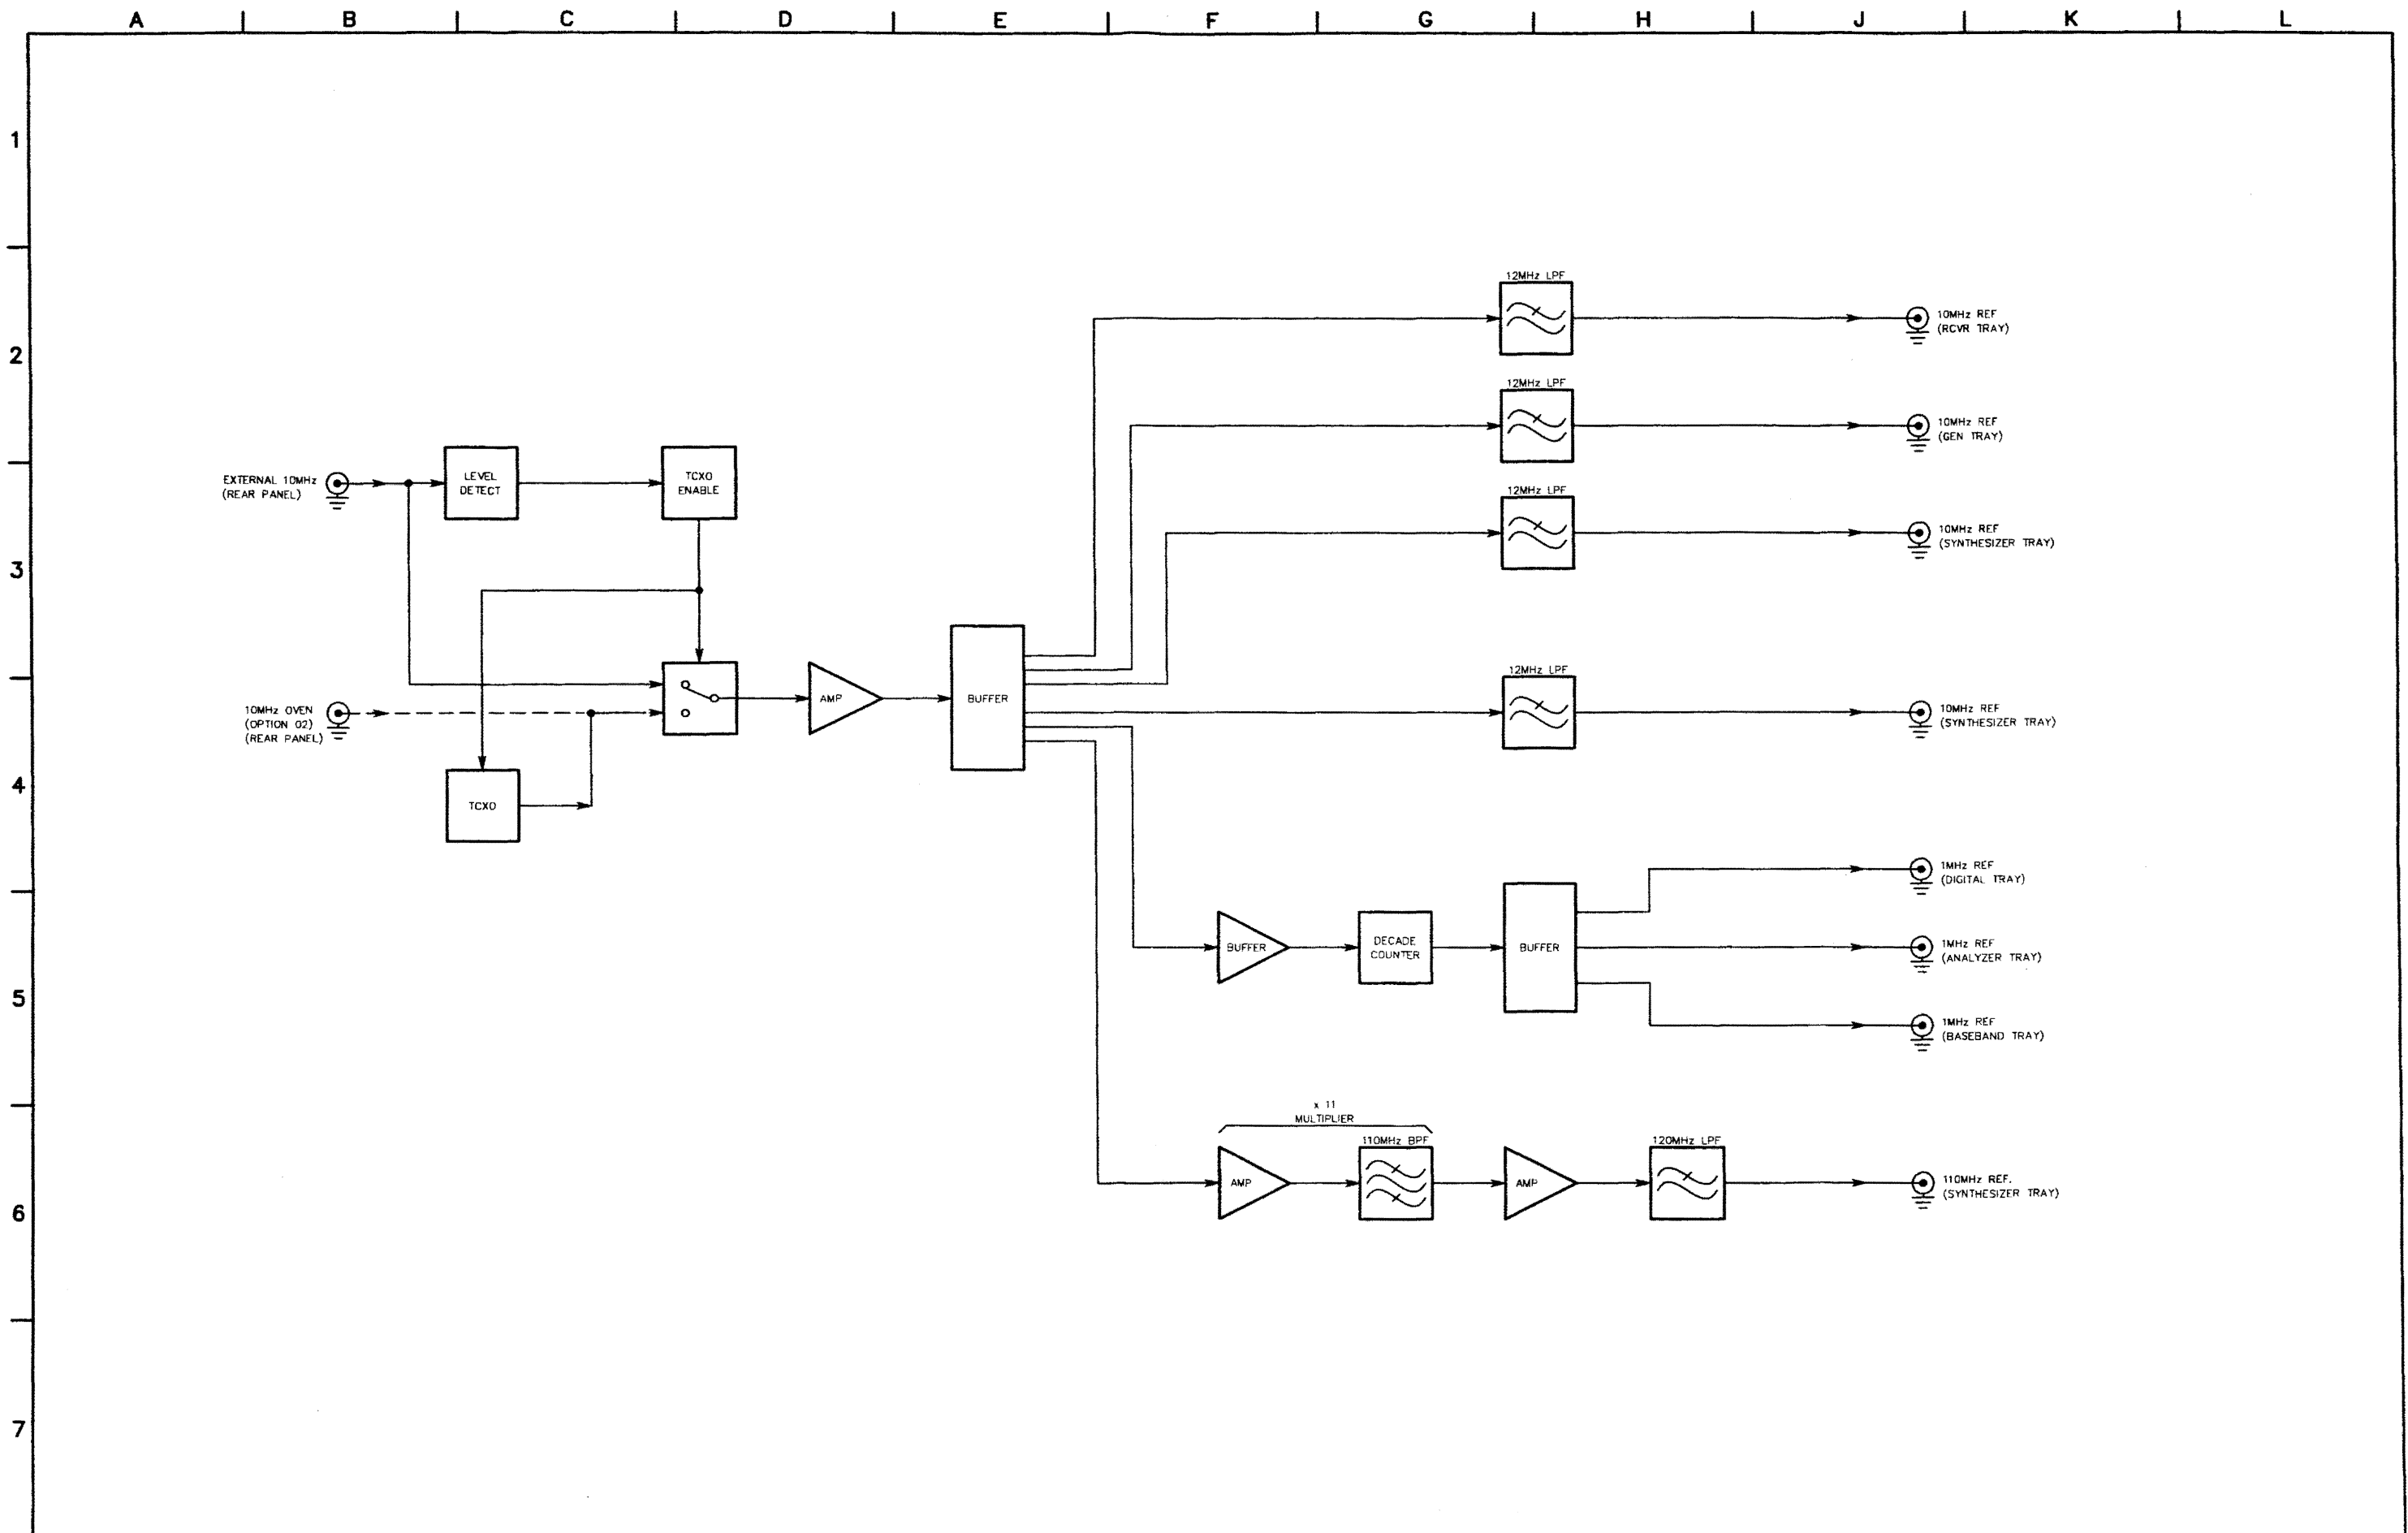 A B C D E F G H J K L
1
2
3
4
5
6
7
12MHz LPF
10MHz REF
(RCVR TRAY)
12MHz LPF
10MHz REF
(GEN TRAY)
EXTERNAL 10MHz
(REAR PANEL)
LEVEL
DETECT
TCXO
ENABLE
12MHz LPF
10MHz REF
(SYNTHESIZER TRAY)
10MHz OVEN
(OPTION 02)
(REAR PANEL)
AMP
BUFFER
12MHz LPF
10MHz REF
(SYNTHESIZER TRAY)
TCXO
1MHz REF
(DIGITAL TRAY)
BUFFER
DECADE
COUNTER
BUFFER
1MHz REF
(ANALYZER TRAY)
1MHz REF
(BASEBAND TRAY)
x 11
MULTIPLIER
AMP
110MHz BPF
AMP
120MHz LPF
110MHz REF.
(SYNTHESIZER TRAY)